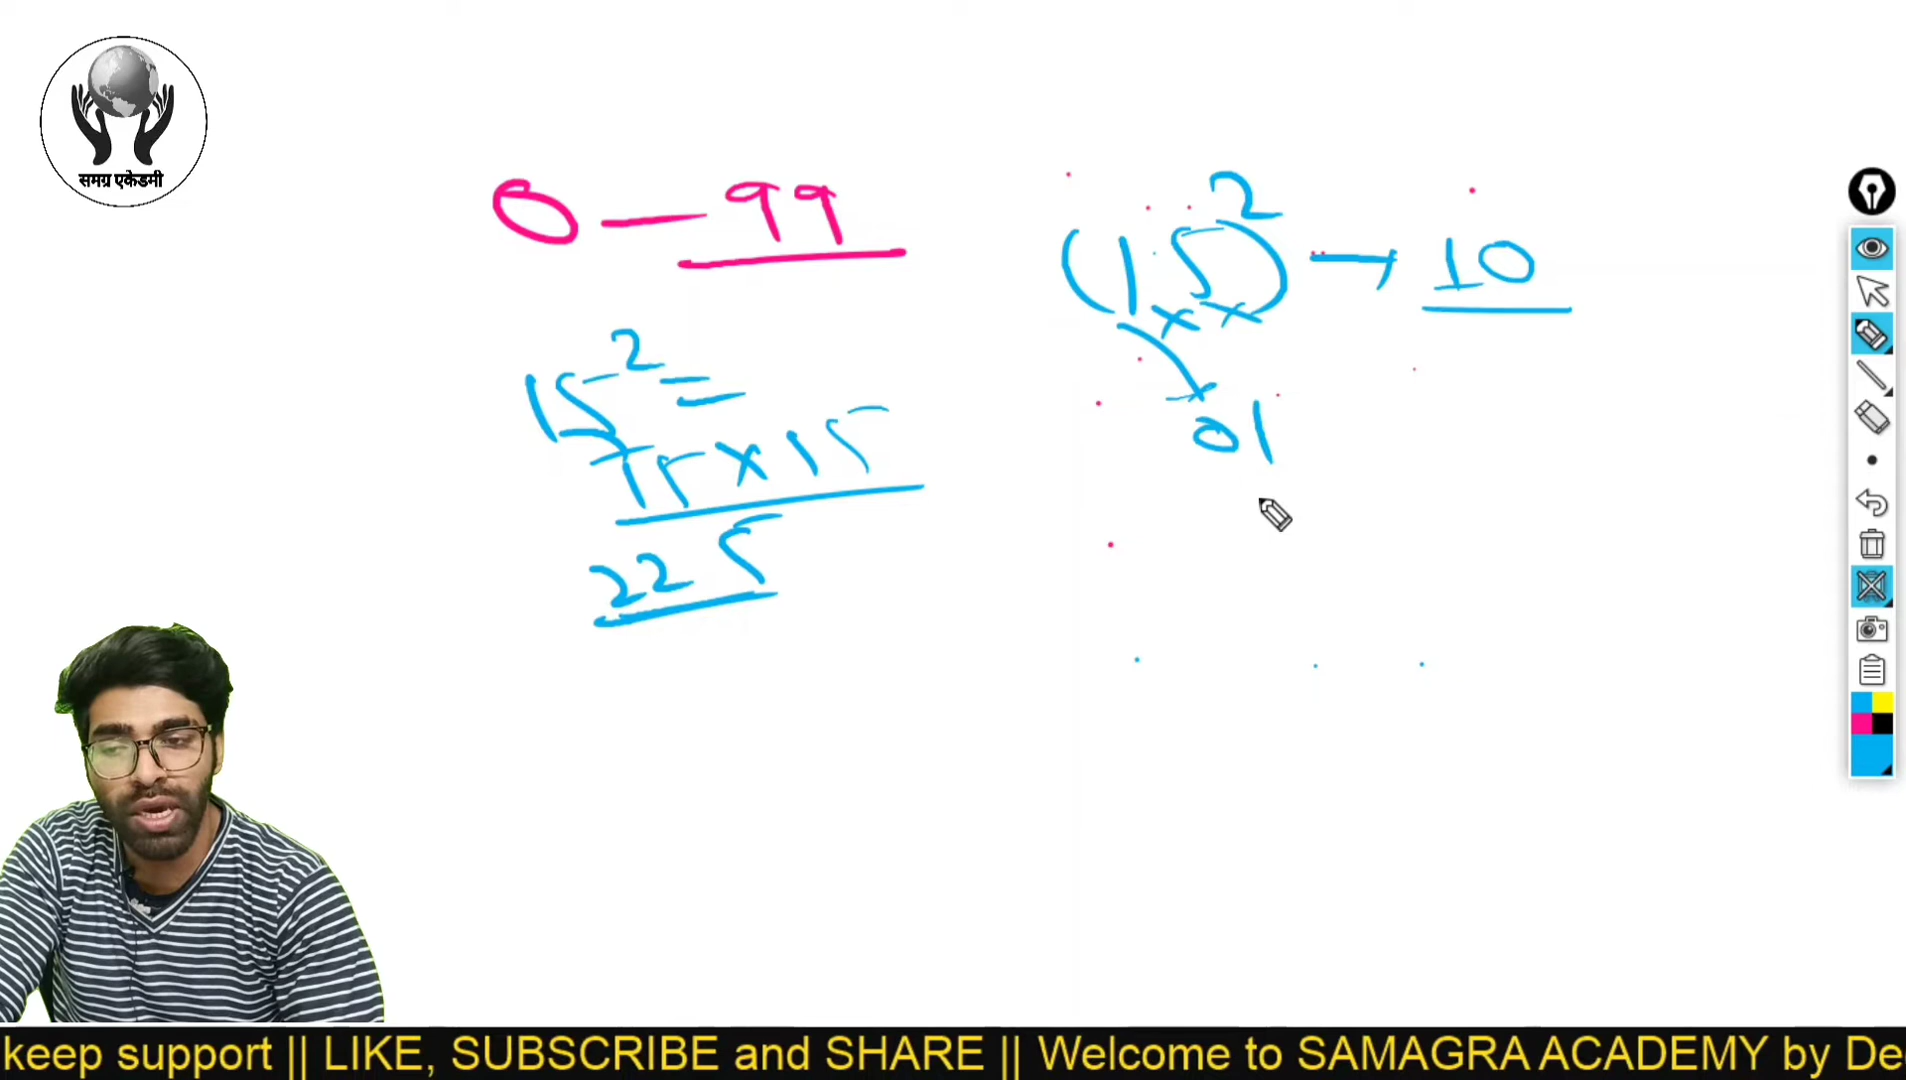 समग्र एकेडमी
0 — 99
15² =
15 × 15
225
(15)² → 10
01
keep support || LIKE, SUBSCRIBE and SHARE || Welcome to SAMAGRA ACADEMY by De